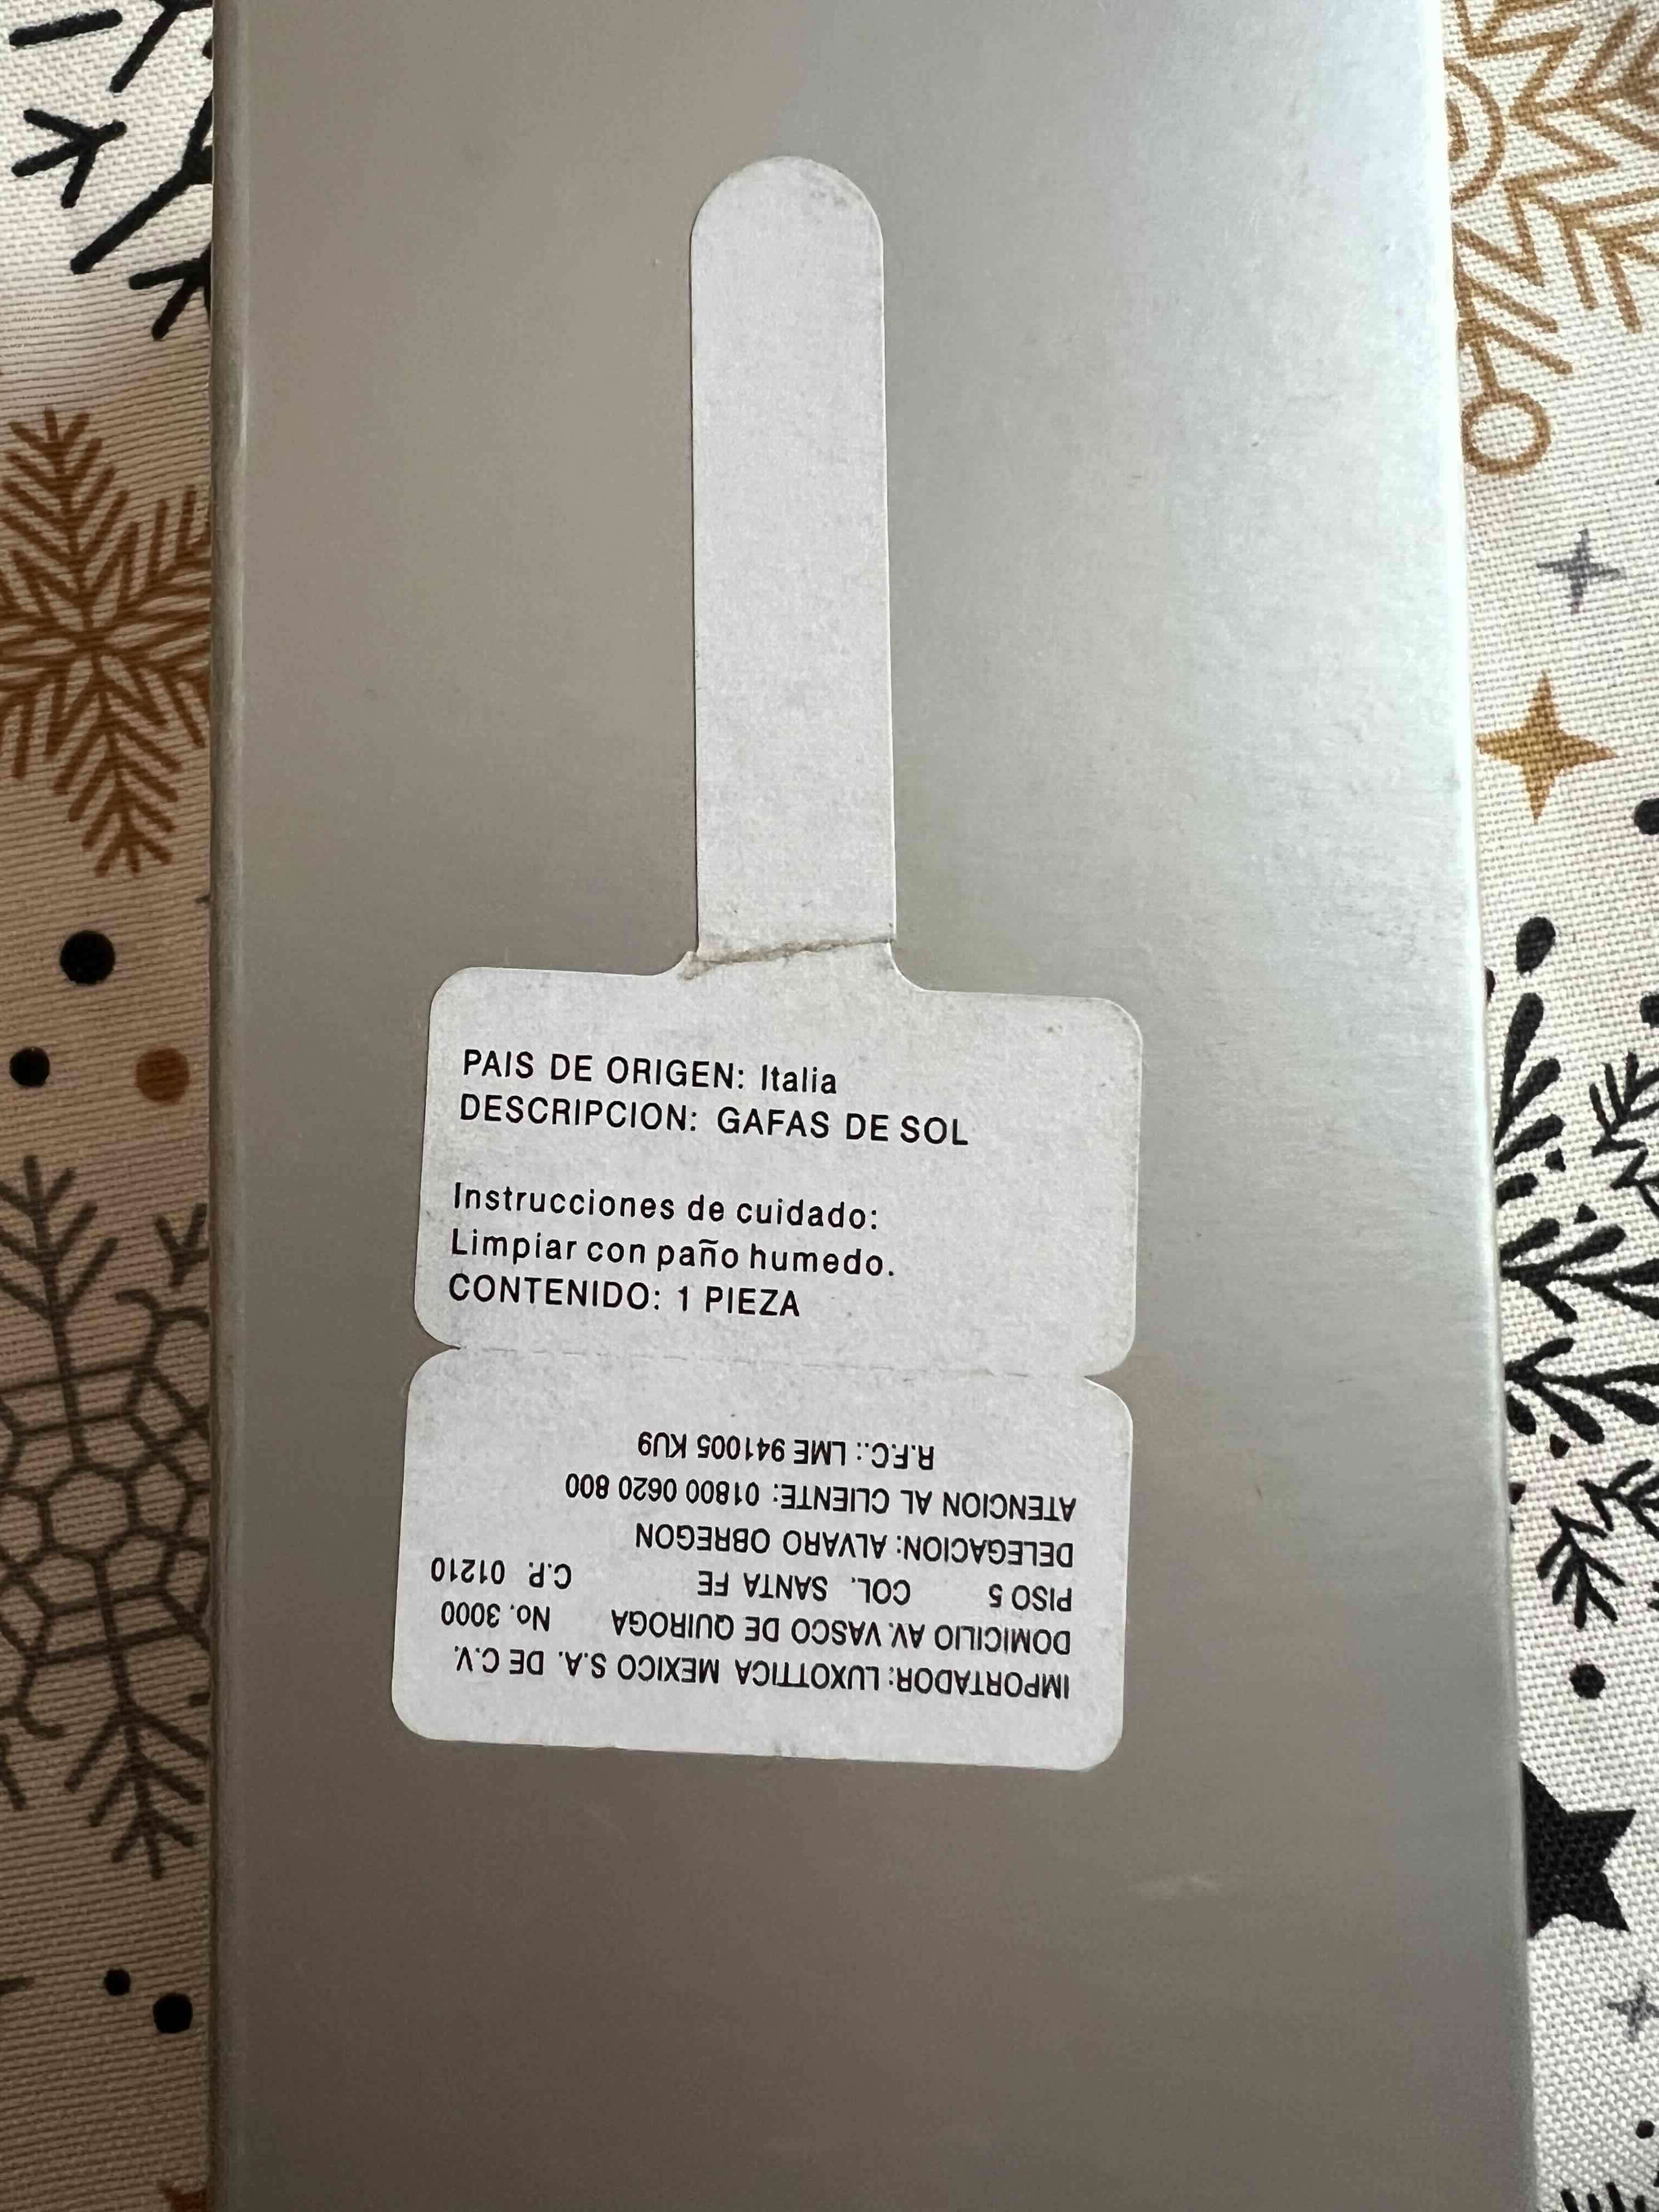 PAIS DE ORIGEN: Italia
DESCRIPCION: GAFAS DE SOL
Instrucciones de cuidado:
Limpiar con paño humedo.
CONTENIDO: 1 PIEZA
IMPORTADOR: LUXOTTICA MEXICO S.A. DE C.V.
DOMICILIO AV. VASCO DE QUIROGA No. 3000
PISO 5 COL. SANTA FE C.P. 01210
DELEGACION: ALVARO OBREGON
ATENCION AL CLIENTE: 01800 0620 800
R.F.C.: LME 941005 KU9